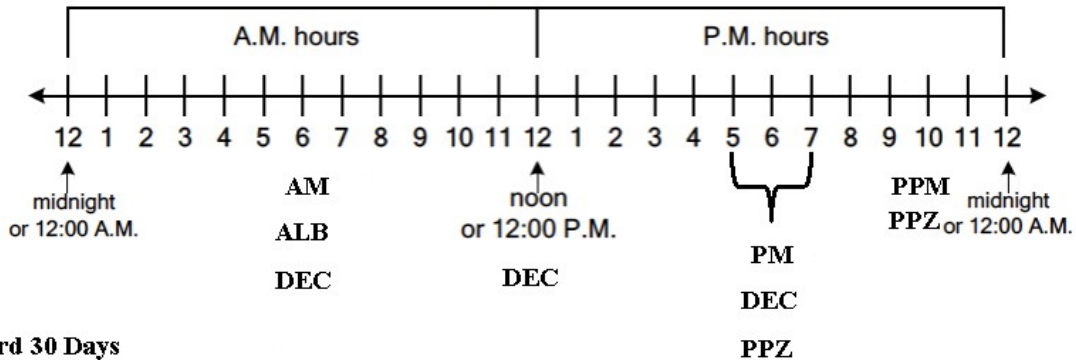 A.M. hours P.M. hours
12 1 2 3 4 5 6 7 8 9 10 11 12 1 2 3 4 5 6 7 8 9 10 11 12
midnight
or 12:00 A.M.
AM
ALB
DEC
noon
or 12:00 P.M.
DEC
PM
DEC
PPZ
PPM
PPZ
midnight
or 12:00 A.M.
30 Days